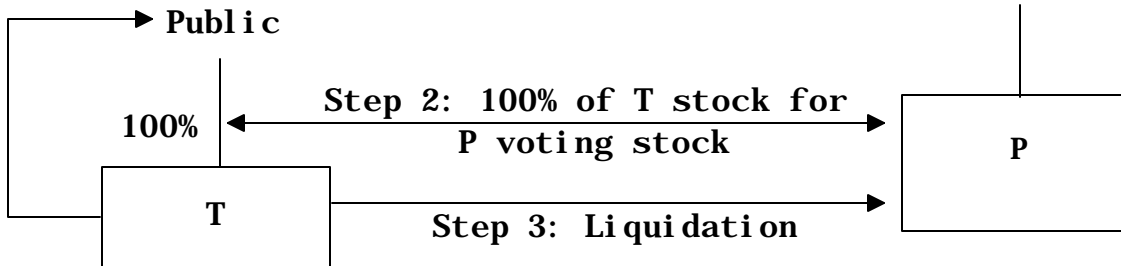 Public
Step 2: 100% of T stock for
100%
P voting stock
P
T
Step 3: Liquidation